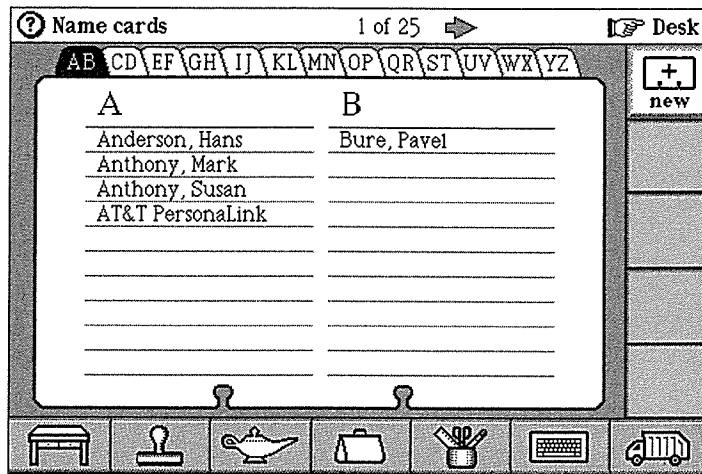 ? Name cards 1 of 25 Desk
AB CD EF GH IJ KL MN OP QR ST UV WX YZ
new
A B
Anderson, Hans Bure, Pavel
Anthony, Mark
Anthony, Susan
AT&T PersonaLink